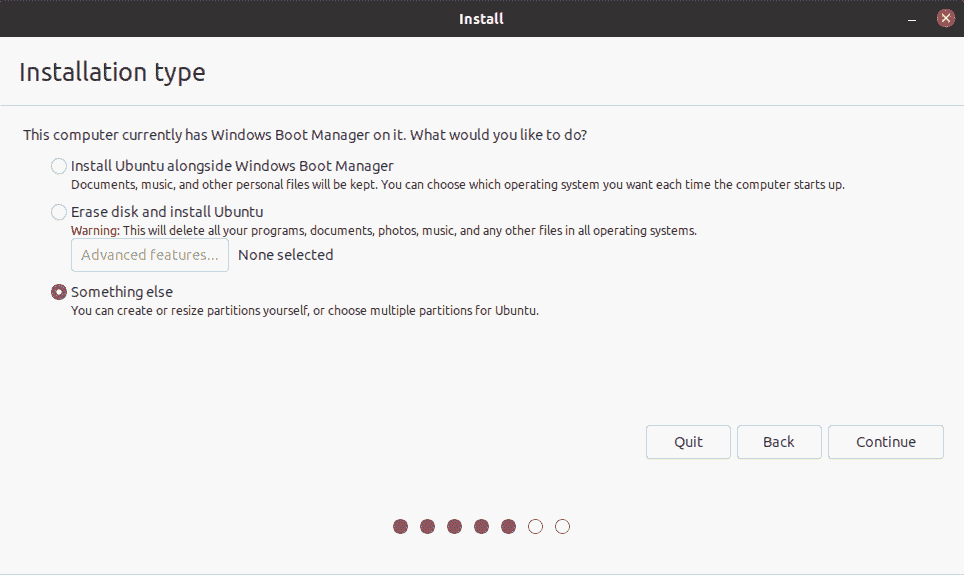 Install
Installation type
This computer currently has Windows Boot Manager on it. What would you like to do?
Install Ubuntu alongside Windows Boot Manager
Documents, music, and other personal files will be kept. You can choose which operating system you want each time the computer starts up.
Erase disk and install Ubuntu
Warning: This will delete all your programs, documents, photos, music, and any other files in all operating systems.
Advanced features... None selected
Something else
You can create or resize partitions yourself, or choose multiple partitions for Ubuntu.
Quit Back Continue